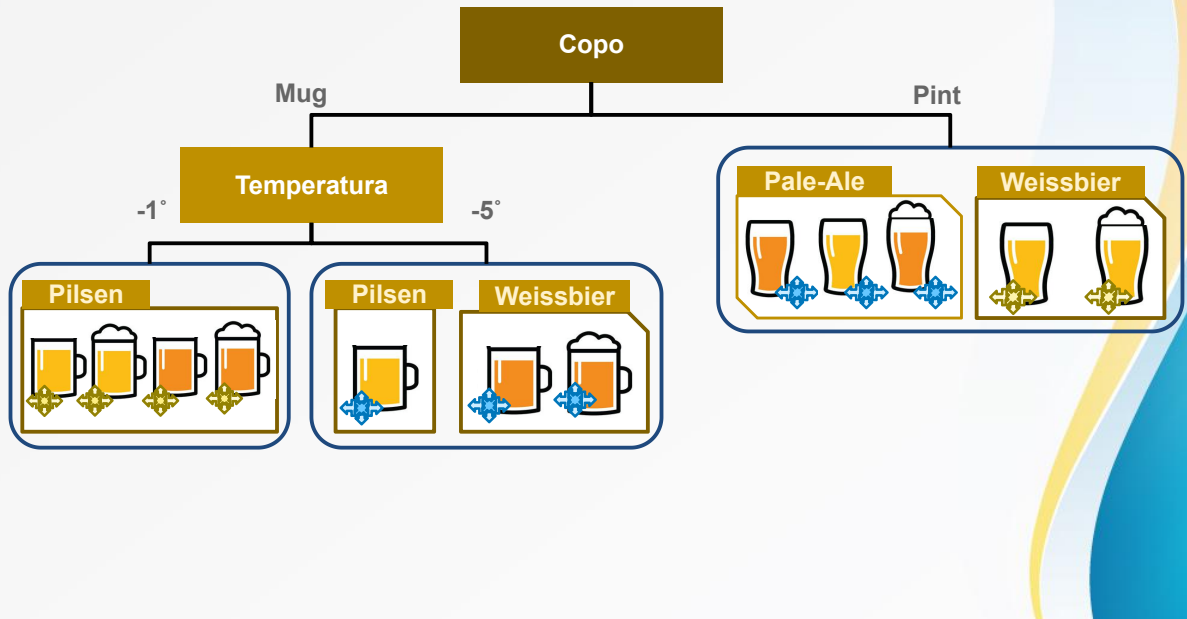 Copo
Mug
Pint
Temperatura
Pale-Ale
Weissbier
-1°
-5°
Pilsen
Pilsen
Weissbier